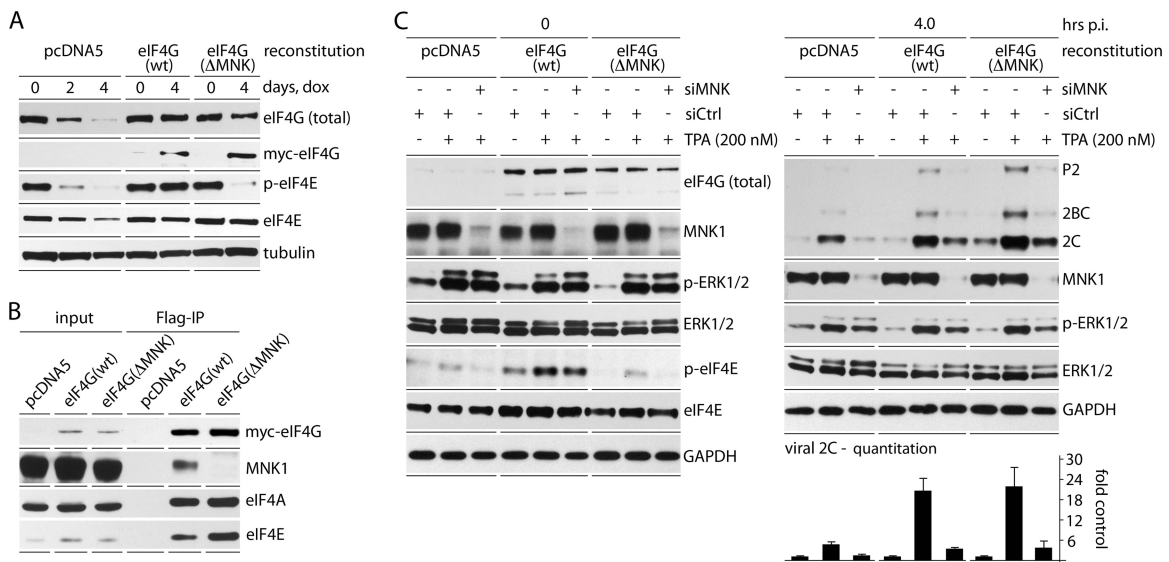 A
pcDNA5 eIF4G (wt) eIF4G (ΔMNK) reconstitution
0 2 4 0 4 0 4 days, dox
eIF4G (total)
myc-eIF4G
p-eIF4E
eIF4E
tubulin
B
input Flag-IP
pcDNA5 eIF4G(wt) eIF4G(ΔMNK) pcDNA5 eIF4G(wt) eIF4G(ΔMNK)
myc-eIF4G
MNK1
eIF4A
eIF4E
C
0
pcDNA5 eIF4G (wt) eIF4G (ΔMNK)
- - + - - + - - + siMNK
+ + - + + - + + - siCtrl
- + + - + + - + + TPA (200 nM)
eIF4G (total)
MNK1
p-ERK1/2
ERK1/2
p-eIF4E
eIF4E
GAPDH
4.0 hrs p.i.
pcDNA5 eIF4G (wt) eIF4G (ΔMNK) reconstitution
- - + - - + - - + siMNK
+ + - + + - + + - siCtrl
- + + - + + - + + TPA (200 nM)
P2
2BC
2C
MNK1
p-ERK1/2
ERK1/2
GAPDH
viral 2C - quantitation
30
24
18
12
6
fold control